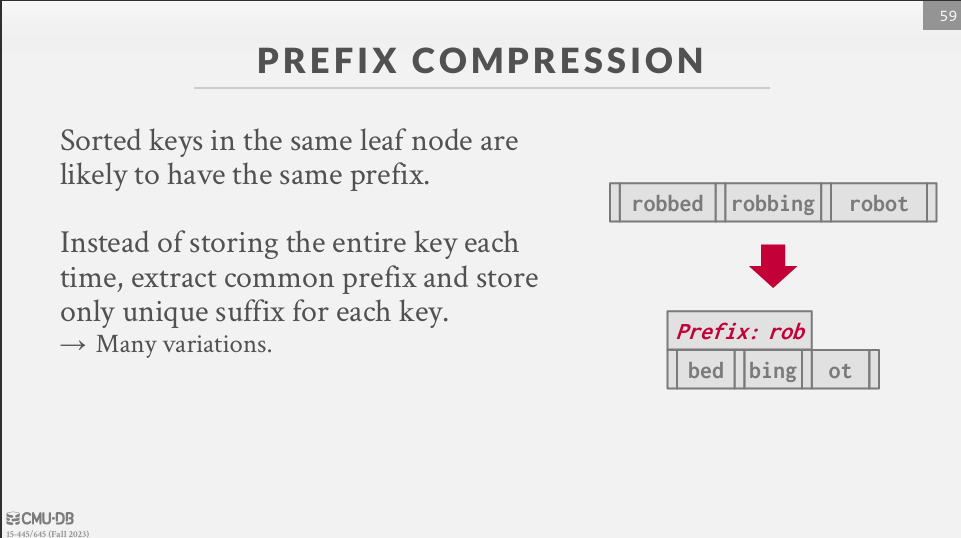 59
PREFIX COMPRESSION
Sorted keys in the same leaf node are
likely to have the same prefix.
Instead of storing the entire key each
time, extract common prefix and store
only unique suffix for each key.
→ Many variations.
robbed robbing robot
Prefix: rob
bed bing ot
CMU·DB
15-445/645 (Fall 2023)